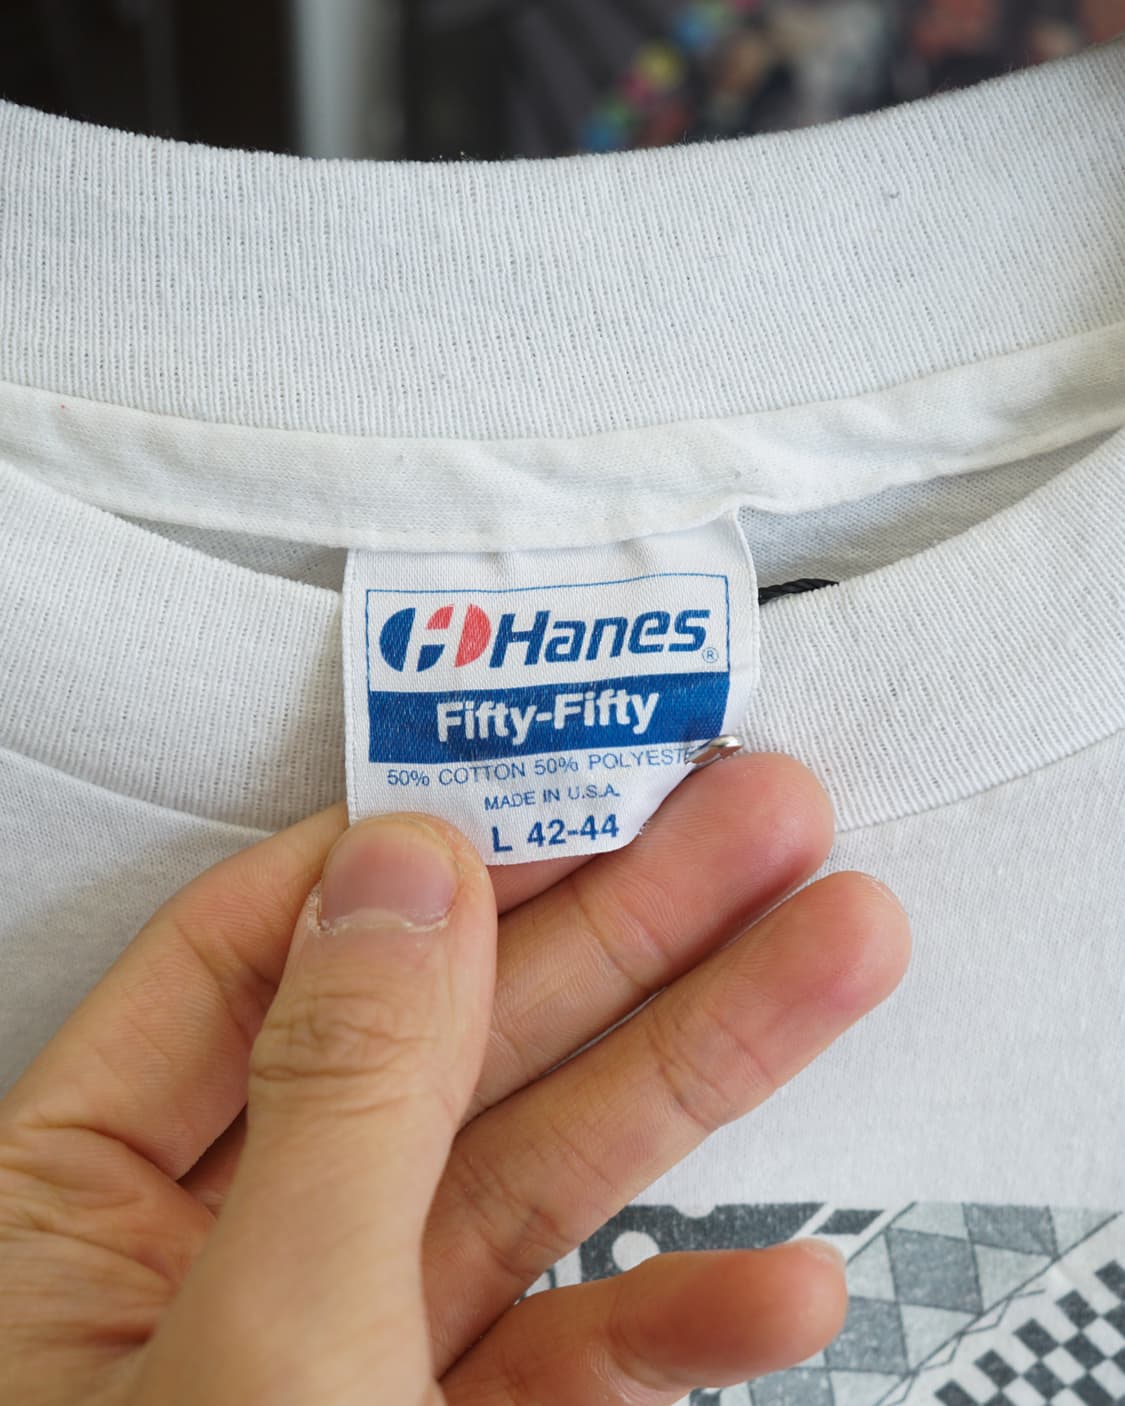 Hanes®
Fifty-Fifty
50% COTTON 50% POLYESTE
MADE IN U.S.A.
L 42-44